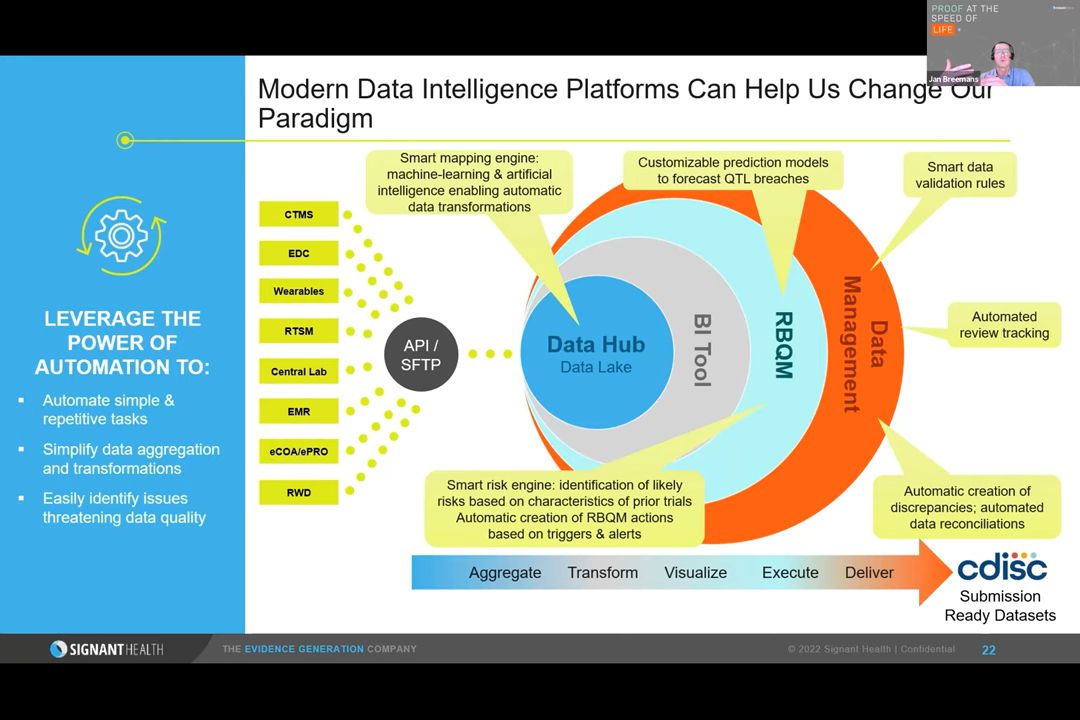 PROOF AT THE
SPEED OF
LIFE
SIGNANTHEALTH
Jan Breemans
Modern Data Intelligence Platforms Can Help Us Change Our
Paradigm
Smart mapping engine:
machine-learning & artificial
intelligence enabling automatic
data transformations
Customizable prediction models
to forecast QTL breaches
Smart data
validation rules
CTMS
EDC
Wearables
RTSM
Central Lab
EMR
eCOA/ePRO
RWD
API /
SFTP
Data Hub
Data Lake
BI Tool
RBQM
Data
Management
Automated
review tracking
LEVERAGE THE
POWER OF
AUTOMATION TO:
Automate simple &
repetitive tasks
Simplify data aggregation
and transformations
Easily identify issues
threatening data quality
Smart risk engine: identification of likely
risks based on characteristics of prior trials
Automatic creation of RBQM actions
based on triggers & alerts
Automatic creation of
discrepancies; automated
data reconciliations
Aggregate Transform Visualize Execute Deliver
cdisc
Submission
Ready Datasets
SIGNANTHEALTH
THE EVIDENCE GENERATION COMPANY
© 2022 Signant Health | Confidential
22